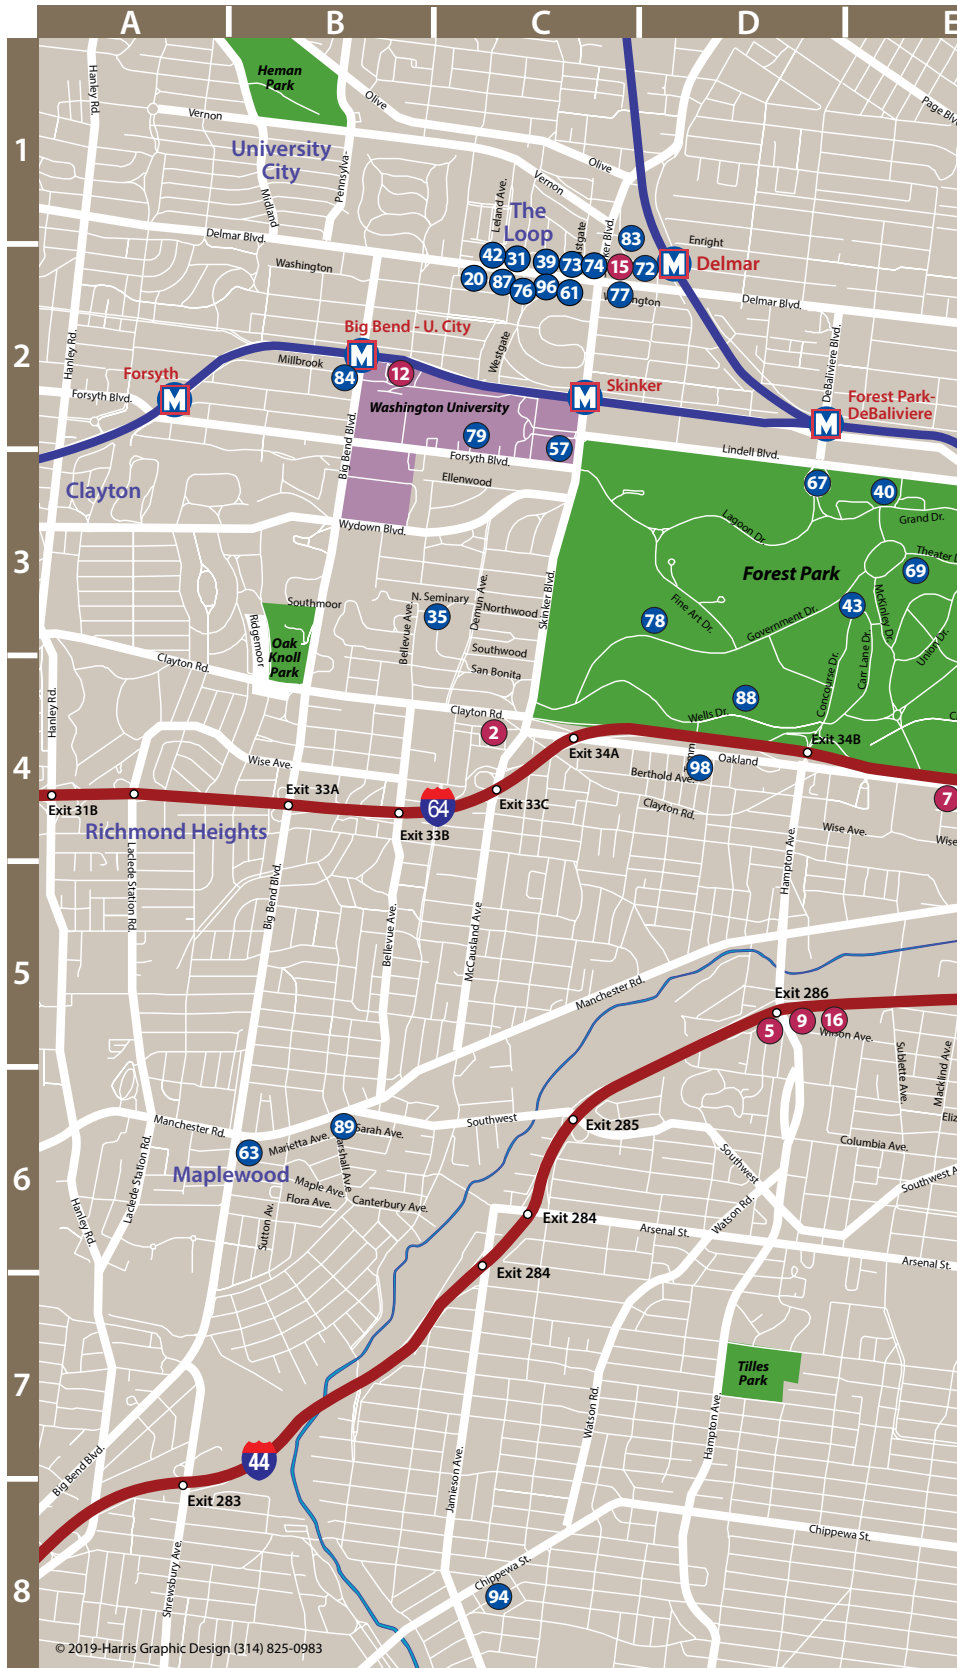 A
B
C
D
E
1
2
3
4
5
6
7
8
Hanley Rd.
Heman
Park
Olive
Page Blv
Vernon
University
City
Pennsylva-
Midland
Olive
Vernon
Leland Ave.
The
Loop
Delmar Blvd.
Enright
83
Delmar
42
31
39
73
74
15
72
M
20
87
76
96
61
77
Washington
Delmar Blvd.
Hanley Rd.
Big Bend - U. City
M
Millbrook
84
12
Westgate
DeBaliviere Blvd.
Forsyth
M
Forsyth Blvd.
Skinker
M
Forest Park-
DeBaliviere
M
Washington University
79
57
Big Bend Blvd.
Forsyth Blvd.
Lindell Blvd.
Clayton
Ellenwood
67
40
Wydown Blvd.
Lagoon Dr.
Grand Dr.
Theater
Forest Park
69
43
78
Fine Art Dr.
Government Dr.
McKinley Dr.
Union Dr.
Carr Lane Dr.
Concourse Dr.
Southmoor
N. Seminary
35
Bellevue Ave.
Demun Ave.
Northwood
Skinker Blvd.
Southwood
San Bonita
Ridgemoor
Oak
Knoll
Park
Clayton Rd.
Hanley Rd.
Clayton Rd.
2
Wells Dr.
88
Exit 34B
Wise Ave.
Exit 34A
Oakland
98
Berthold Ave.
7
Exit 31B
Exit 33A
64
Exit 33C
Exit 33B
Clayton Rd.
Wise Ave.
Wise
Richmond Heights
Hampton Ave.
Laclede Station Rd.
Big Bend Blvd.
Bellevue Ave.
McCausland Av.e
Manchester Rd.
Exit 286
5
9
16
Wilson Ave.
Sublette Ave.
Macklind Av.e
Manchester Rd.
89
Sarah Ave.
Southwest
Exit 285
Eliz
Columbia Ave.
63
Marietta Ave.
Maplewood
Southwest
Southwest A
Laclede Station Rd.
Maple Ave.
Flora Ave.
Canterbury Ave.
Sutton Av.
Hanley Rd.
Watson Rd.
Exit 284
Arsenal St.
Arsenal St.
Exit 284
Tilles
Park
Watson Rd.
Hampton Ave.
44
Big Bend Blvd.
Jamieson Ave.
Exit 283
Chippewa St.
Shrewsbury Ave.
Chippewa St.
94
© 2019-Harris Graphic Design (314) 825-0983